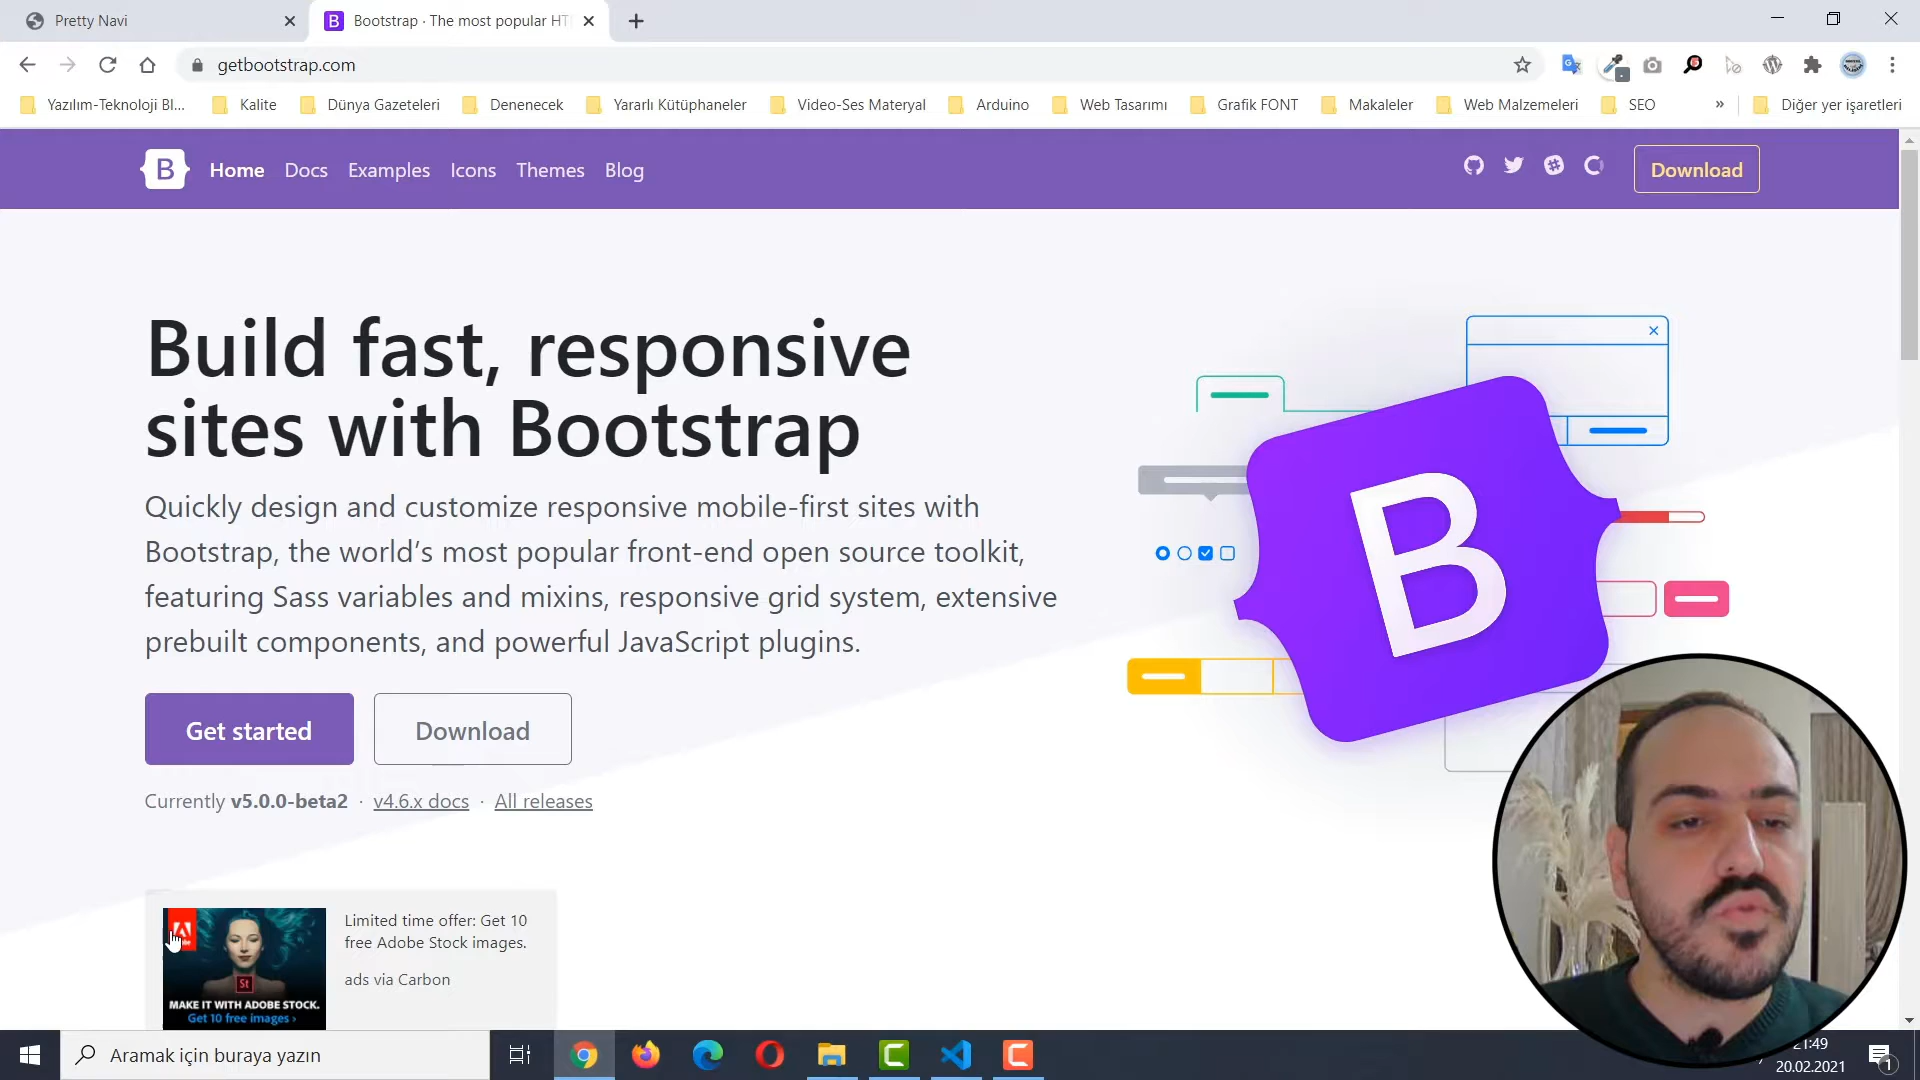 Pretty Navi
Bootstrap · The most popular HT
getbootstrap.com
Yazılım-Teknoloji Bl...
Kalite
Dünya Gazeteleri
Denenecek
Yararlı Kütüphaneler
Video-Ses Materyal
Arduino
Web Tasarımı
Grafik FONT
Makaleler
Web Malzemeleri
SEO
»
Diğer yer işaretleri
B
Home
Docs
Examples
Icons
Themes
Blog
Download
Build fast, responsive
sites with Bootstrap
Quickly design and customize responsive mobile-first sites with
Bootstrap, the world’s most popular front-end open source toolkit,
featuring Sass variables and mixins, responsive grid system, extensive
prebuilt components, and powerful JavaScript plugins.
B
Get started
Download
Currently v5.0.0-beta2 · v4.6.x docs · All releases
Limited time offer: Get 10
free Adobe Stock images.
ads via Carbon
St
MAKE IT WITH ADOBE STOCK.
Get 10 free images ›
Aramak için buraya yazın
21:49
20.02.2021
1